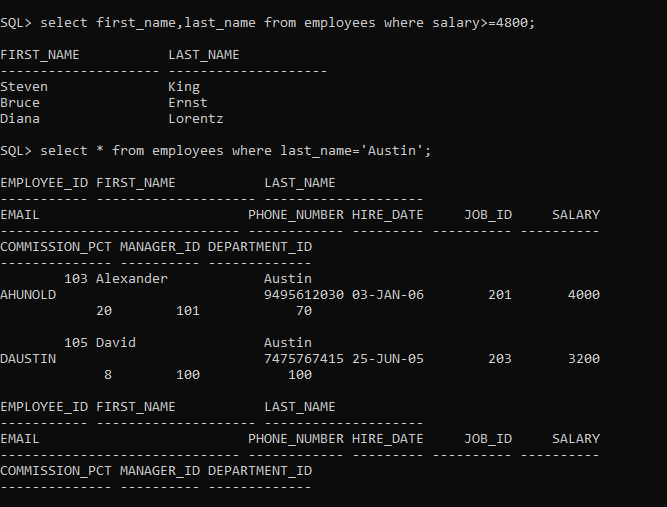 SQL> select first_name,last_name from employees where salary>=4800;
FIRST_NAME           LAST_NAME
-------------------- --------------------
Steven               King
Bruce                Ernst
Diana                Lorentz
SQL> select * from employees where last_name='Austin';
EMPLOYEE_ID FIRST_NAME           LAST_NAME
----------- -------------------- --------------------
EMAIL                          PHONE_NUMBER HIRE_DATE     JOB_ID     SALARY
------------------------------ ------------ --------- ---------- ----------
COMMISSION_PCT MANAGER_ID DEPARTMENT_ID
-------------- ---------- -------------
        103 Alexander            Austin
AHUNOLD                          9495612030 03-JAN-06        201       4000
            20        101            70
        105 David                Austin
DAUSTIN                          7475767415 25-JUN-05        203       3200
             8        100           100
EMPLOYEE_ID FIRST_NAME           LAST_NAME
----------- -------------------- --------------------
EMAIL                          PHONE_NUMBER HIRE_DATE     JOB_ID     SALARY
------------------------------ ------------ --------- ---------- ----------
COMMISSION_PCT MANAGER_ID DEPARTMENT_ID
-------------- ---------- -------------